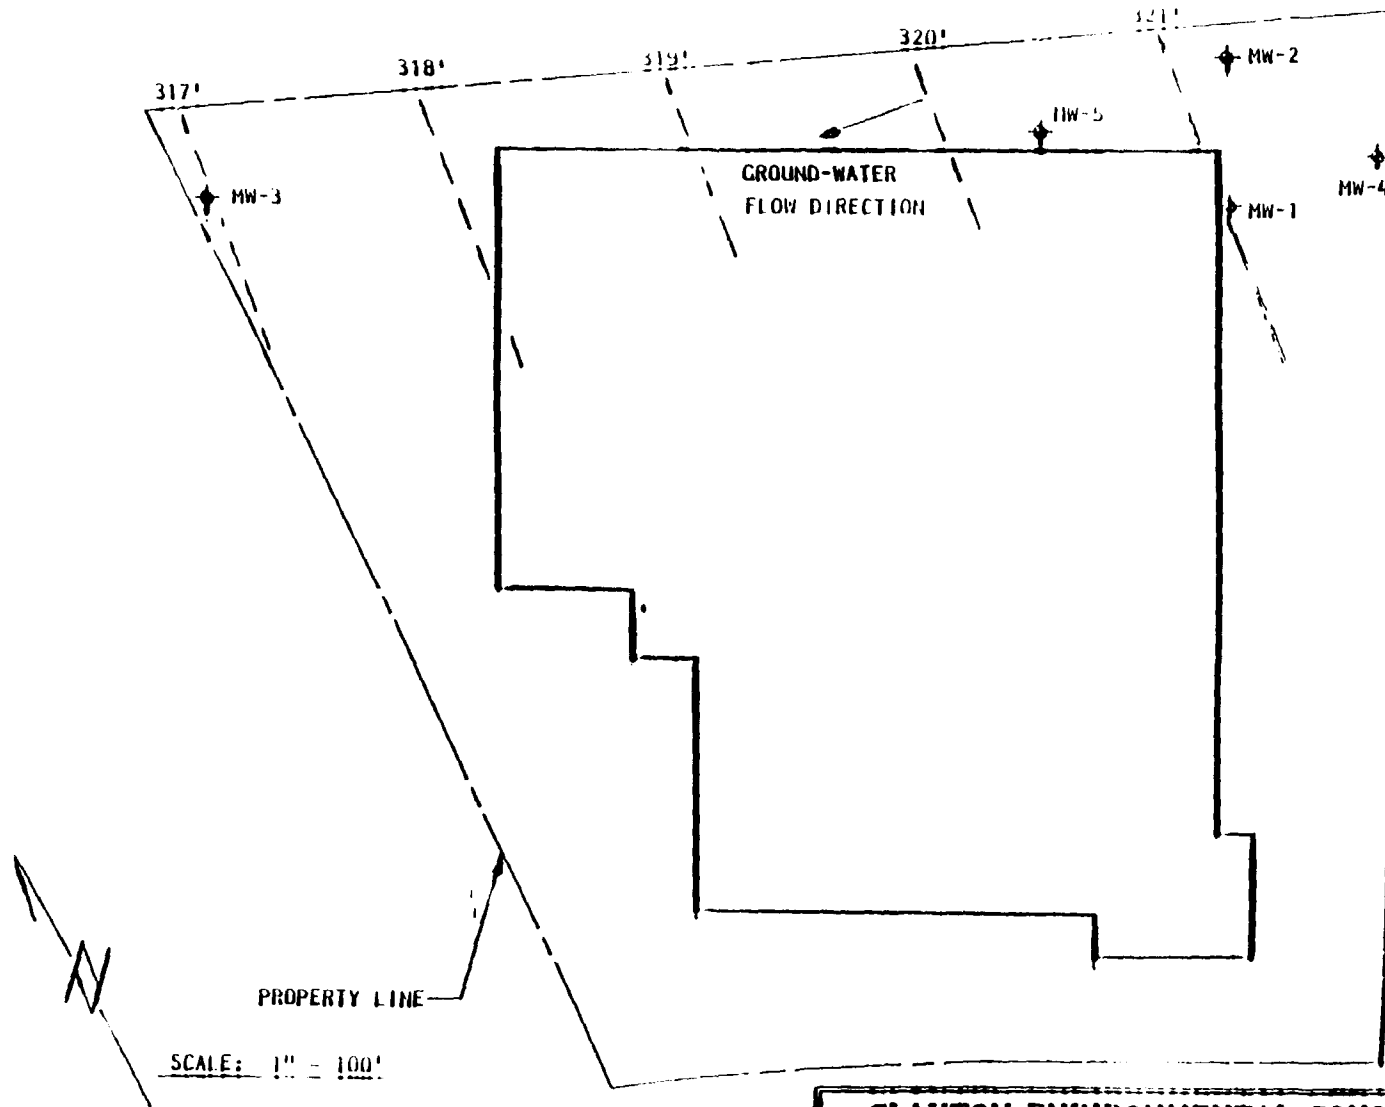 321'
320'
319'
318'
317'
MW-2
MW-5
MW-4
MW-3
MW-1
GROUND-WATER
FLOW DIRECTION
N
PROPERTY LINE
SCALE: 1" = 100'